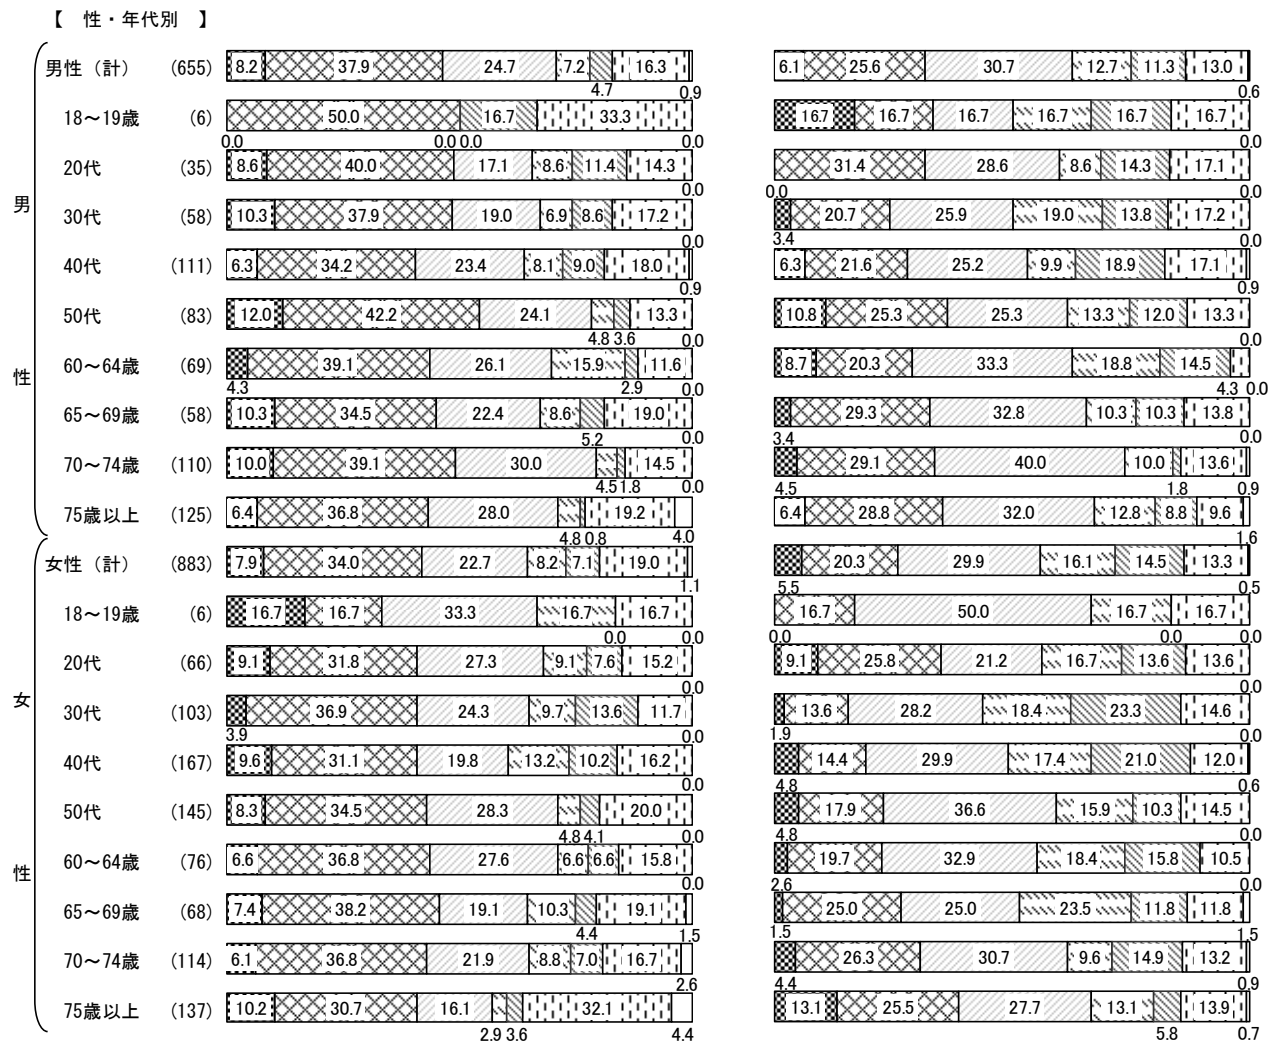 【　性・年代別　】
男性（計） (655) 8.2 37.9 24.7 7.2 16.3 6.1 25.6 30.7 12.7 11.3 13.0
4.7 0.9 0.6
18～19歳 (6) 50.0 16.7 33.3 16.7 16.7 16.7 16.7 16.7 16.7
0.0 0.0 0.0 0.0 0.0
20代 (35) 8.6 40.0 17.1 8.6 11.4 14.3 31.4 28.6 8.6 14.3 17.1
0.0 0.0 0.0
男
30代 (58) 10.3 37.9 19.0 6.9 8.6 17.2 20.7 25.9 19.0 13.8 17.2
0.0 3.4 0.0
40代 (111) 6.3 34.2 23.4 8.1 9.0 18.0 6.3 21.6 25.2 9.9 18.9 17.1
0.9 0.9
50代 (83) 12.0 42.2 24.1 13.3 10.8 25.3 25.3 13.3 12.0 13.3
4.8 3.6 0.0 0.0
性
60～64歳 (69) 39.1 26.1 15.9 11.6 8.7 20.3 33.3 18.8 14.5
4.3 2.9 0.0 4.3 0.0
65～69歳 (58) 10.3 34.5 22.4 8.6 19.0 29.3 32.8 10.3 10.3 13.8
5.2 0.0 3.4 0.0
70～74歳 (110) 10.0 39.1 30.0 14.5 29.1 40.0 10.0 13.6
4.5 1.8 0.0 4.5 1.8 0.9
75歳以上 (125) 6.4 36.8 28.0 19.2 6.4 28.8 32.0 12.8 8.8 9.6
4.8 0.8 4.0 1.6
女性（計） (883) 7.9 34.0 22.7 8.2 7.1 19.0 20.3 29.9 16.1 14.5 13.3
1.1 5.5 0.5
18～19歳 (6) 16.7 16.7 33.3 16.7 16.7 16.7 50.0 16.7 16.7
0.0 0.0 0.0 0.0 0.0
20代 (66) 9.1 31.8 27.3 9.1 7.6 15.2 9.1 25.8 21.2 16.7 13.6 13.6
0.0 0.0
女
30代 (103) 36.9 24.3 9.7 13.6 11.7 13.6 28.2 18.4 23.3 14.6
3.9 0.0 1.9 0.0
40代 (167) 9.6 31.1 19.8 13.2 10.2 16.2 14.4 29.9 17.4 21.0 12.0
0.0 4.8 0.6
50代 (145) 8.3 34.5 28.3 20.0 17.9 36.6 15.9 10.3 14.5
4.8 4.1 0.0 4.8 0.0
性
60～64歳 (76) 6.6 36.8 27.6 6.6 6.6 15.8 19.7 32.9 18.4 15.8 10.5
0.0 2.6 0.0
65～69歳 (68) 7.4 38.2 19.1 10.3 19.1 25.0 25.0 23.5 11.8 11.8
4.4 1.5 1.5 1.5
70～74歳 (114) 6.1 36.8 21.9 8.8 7.0 16.7 26.3 30.7 9.6 14.9 13.2
2.6 4.4 0.9
75歳以上 (137) 10.2 30.7 16.1 32.1 13.1 25.5 27.7 13.1 13.9
2.9 3.6 4.4 5.8 0.7